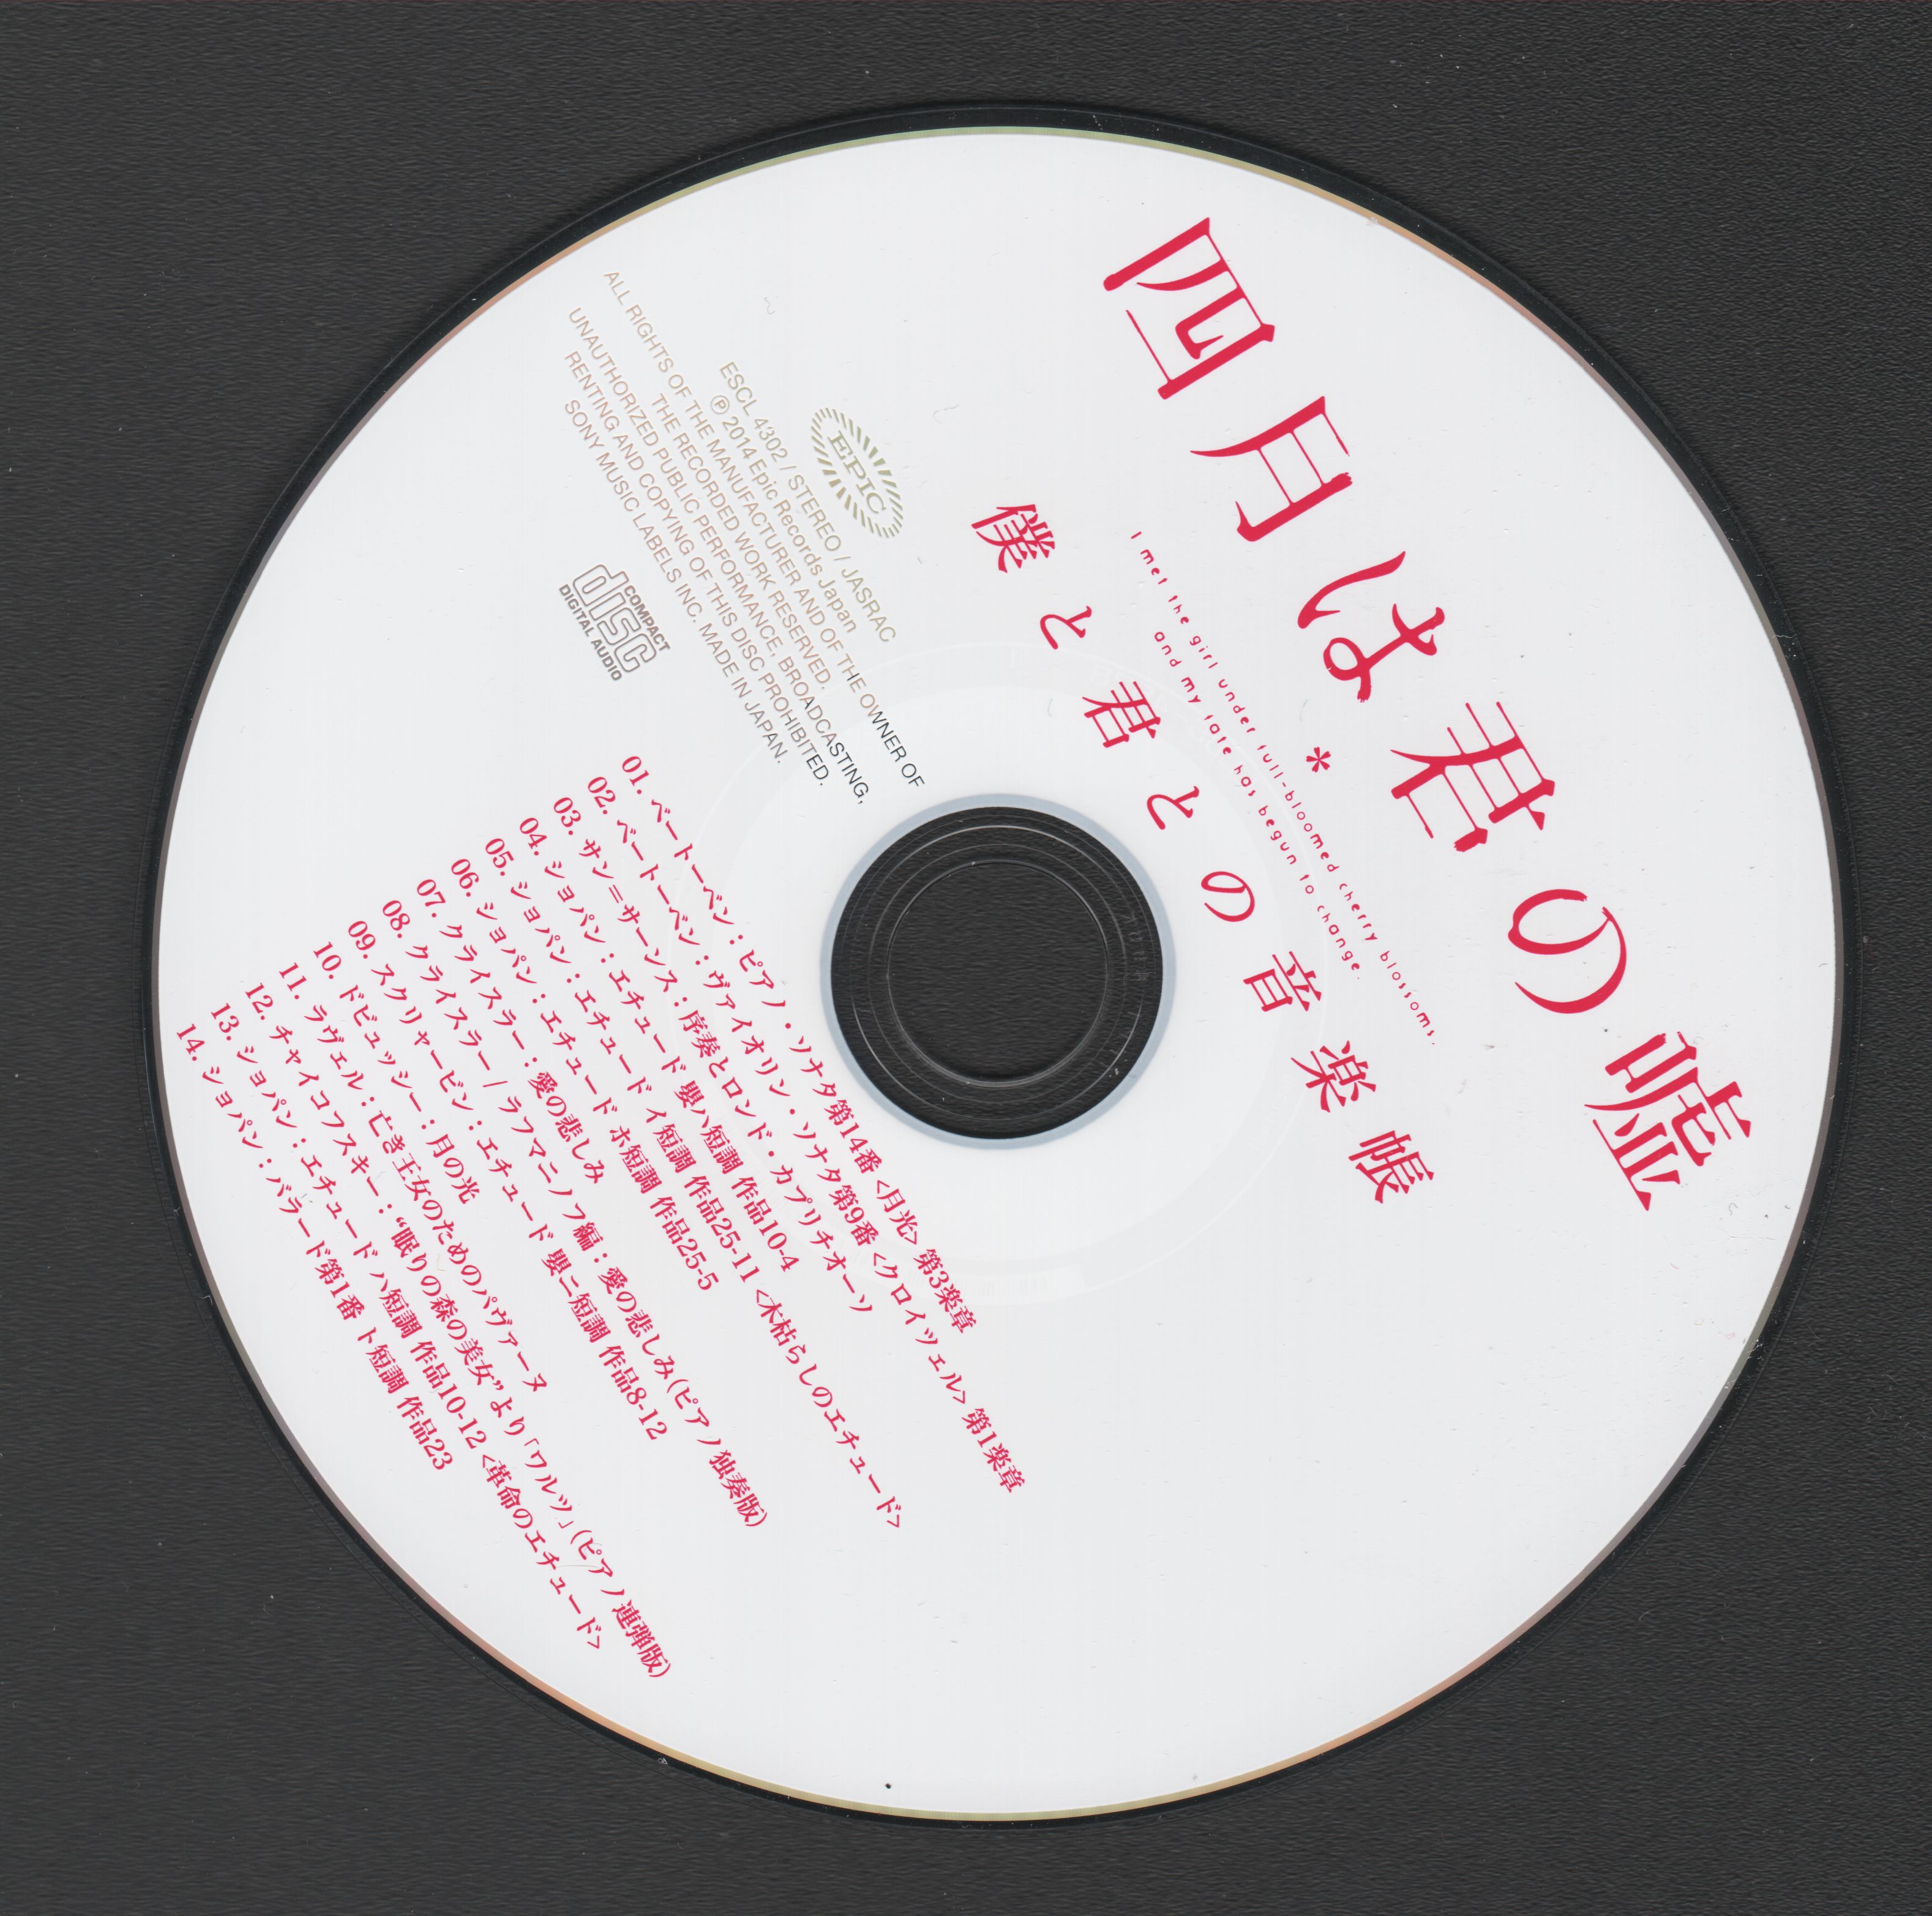 四月は君の嘘
*
I met the girl under full-bloomed cherry blossoms,
and my fate has begun to change.
僕と君との音楽帳
EPIC
ESCL 4302 / STEREO / JASRAC
℗ 2014 Epic Records Japan
ALL RIGHTS OF THE MANUFACTURER AND OF THE OWNER OF
THE RECORDED WORK RESERVED.
UNAUTHORIZED PUBLIC PERFORMANCE, BROADCASTING,
RENTING AND COPYING OF THIS DISC PROHIBITED.
SONY MUSIC LABELS INC. MADE IN JAPAN.
COMPACT
disc
DIGITAL AUDIO
01. ベートーベン：ピアノ・ソナタ第14番 <月光> 第3楽章
02. ベートーベン：ヴァイオリン・ソナタ第9番 <クロイツェル> 第1楽章
03. サン=サーンス：序奏とロンド・カプリチオーソ
04. ショパン：エチュード 嬰ハ短調 作品10-4
05. ショパン：エチュード イ短調 作品25-11 <木枯らしのエチュード>
06. ショパン：エチュード ホ短調 作品25-5
07. クライスラー：愛の悲しみ
08. クライスラー / ラフマニノフ編：愛の悲しみ(ピアノ独奏版)
09. スクリャービン：エチュード 嬰ニ短調 作品8-12
10. ドビュッシー：月の光
11. ラヴェル：亡き王女のためのパヴァーヌ
12. チャイコフスキー：“眠りの森の美女”より「ワルツ」(ピアノ連弾版)
13. ショパン：エチュード ハ短調 作品10-12 <革命のエチュード>
14. ショパン：バラード第1番 ト短調 作品23